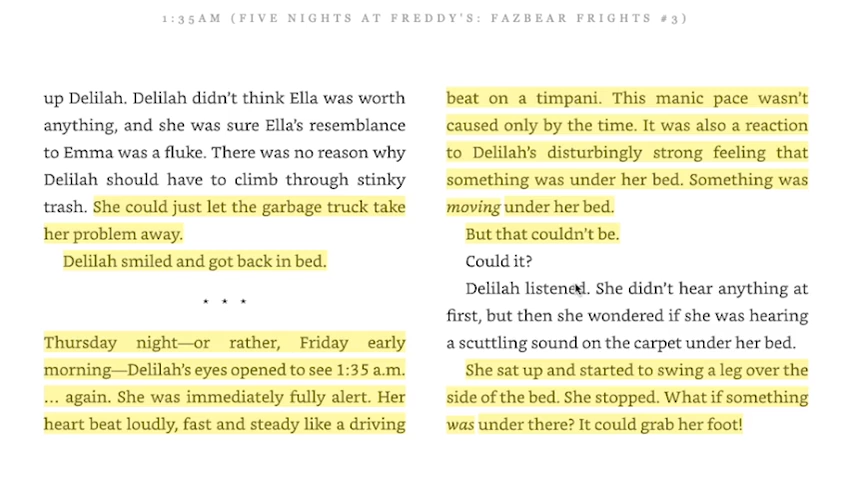 1:35AM (FIVE NIGHTS AT FREDDY'S: FAZBEAR FRIGHTS #3)
up Delilah. Delilah didn't think Ella was worth
anything, and she was sure Ella's resemblance
to Emma was a fluke. There was no reason why
Delilah should have to climb through stinky
trash. She could just let the garbage truck take
her problem away.
Delilah smiled and got back in bed.
* * *
Thursday night—or rather, Friday early
morning—Delilah's eyes opened to see 1:35 a.m.
… again. She was immediately fully alert. Her
heart beat loudly, fast and steady like a driving
beat on a timpani. This manic pace wasn't
caused only by the time. It was also a reaction
to Delilah's disturbingly strong feeling that
something was under her bed. Something was
moving under her bed.
But that couldn't be.
Could it?
Delilah listened. She didn't hear anything at
first, but then she wondered if she was hearing
a scuttling sound on the carpet under her bed.
She sat up and started to swing a leg over the
side of the bed. She stopped. What if something
was under there? It could grab her foot!